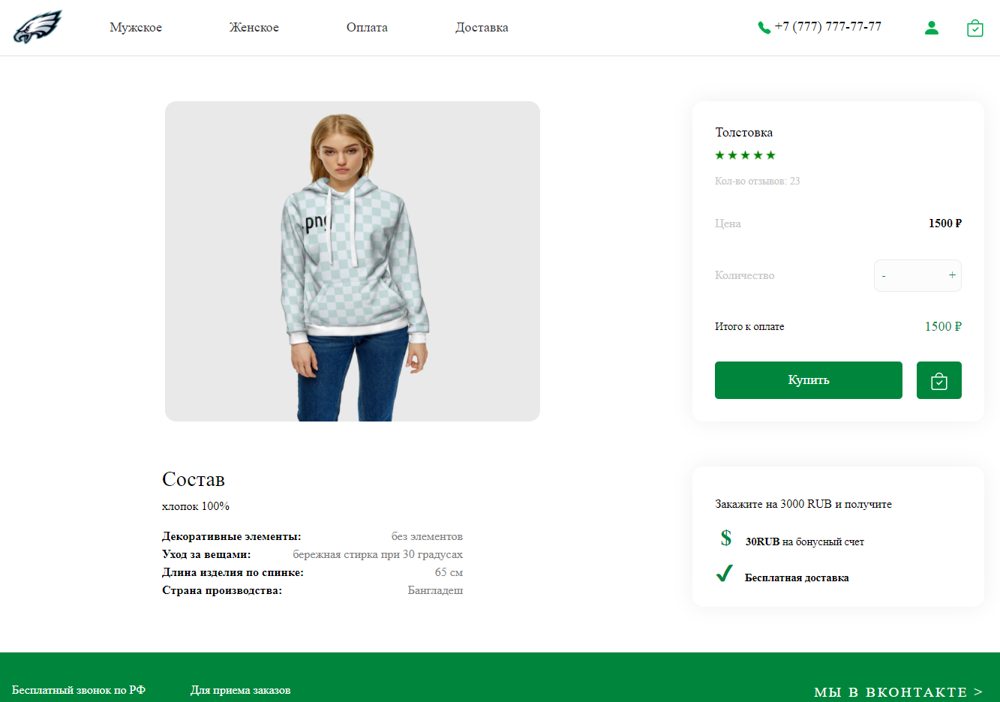 Мужское Женское Оплата Доставка +7 (777) 777-77-77
.png
Толстовка
Кол-во отзывов: 23
Цена 1500 ₽
Количество - +
Итого к оплате 1500 ₽
Купить
Состав
хлопок 100%
Декоративные элементы: без элементов
Уход за вещами: бережная стирка при 30 градусах
Длина изделия по спинке: 65 см
Страна производства: Бангладеш
Закажите на 3000 RUB и получите
$ 30RUB на бонусный счет
Бесплатная доставка
Бесплатный звонок по РФ Для приема заказов МЫ В ВКОНТАКТЕ >